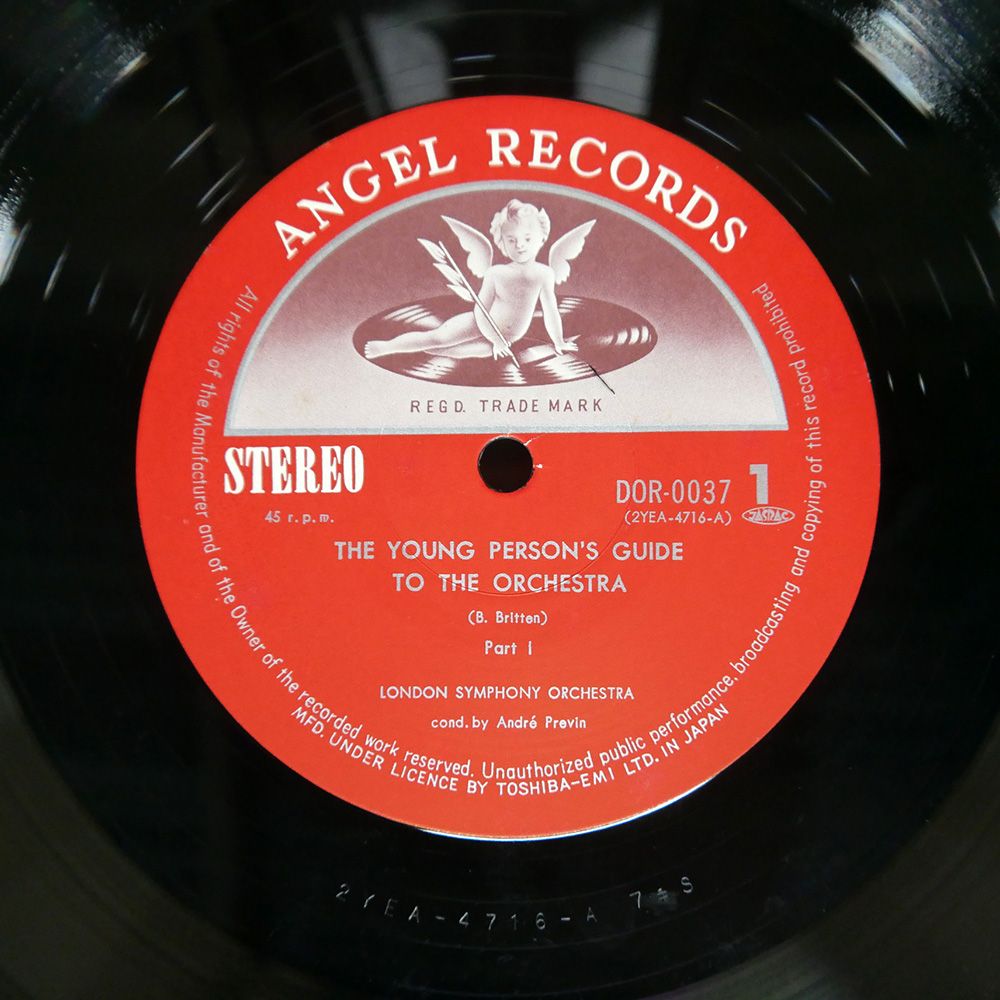 ANGEL RECORDS
REGD. TRADE MARK
STEREO
45 r.p.m.
DOR-0037 1
(2YEA-4716-A) JASRAC
THE YOUNG PERSON'S GUIDE
TO THE ORCHESTRA
(B. Britten)
Part I
LONDON SYMPHONY ORCHESTRA
cond. by André Previn
All rights of the Manufacturer and of the Owner of the recorded work reserved. Unauthorized public performance, broadcasting and copying of this record prohibited
MFD. UNDER LICENCE BY TOSHIBA-EMI LTD. IN JAPAN
2YEA-4716-A
S